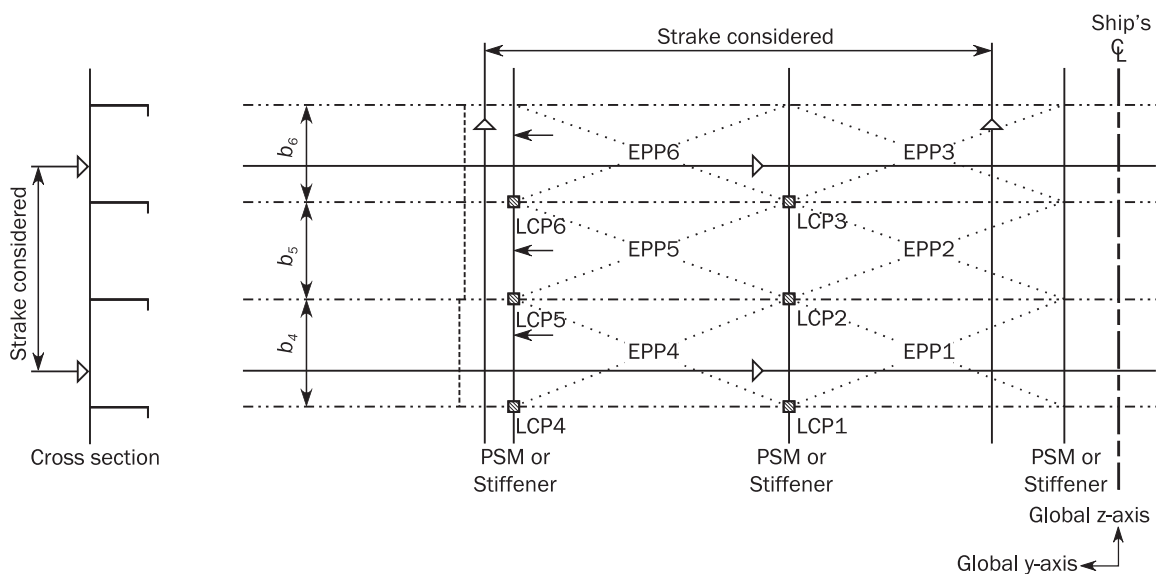 Ship's
℄
Strake considered
b6
EPP6
EPP3
LCP6
LCP3
Strake considered
b5
EPP5
EPP2
LCP5
LCP2
b4
EPP4
EPP1
LCP4
LCP1
Cross section
PSM or
Stiffener
PSM or
Stiffener
PSM or
Stiffener
Global z-axis
Global y-axis